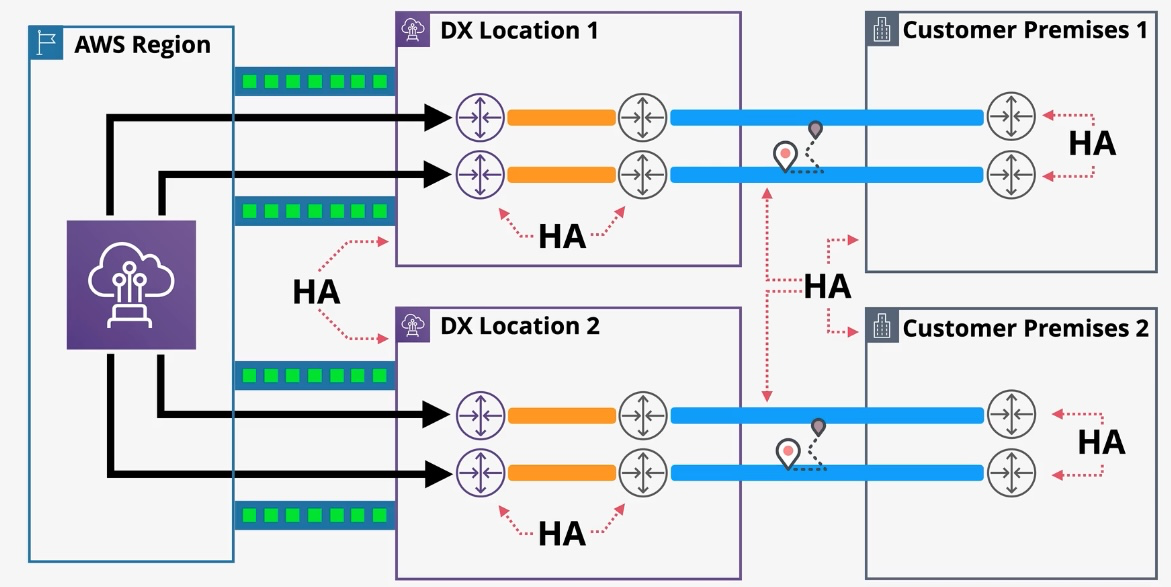 AWS Region
DX Location 1
Customer Premises 1
HA
HA
HA
HA
DX Location 2
Customer Premises 2
HA
HA